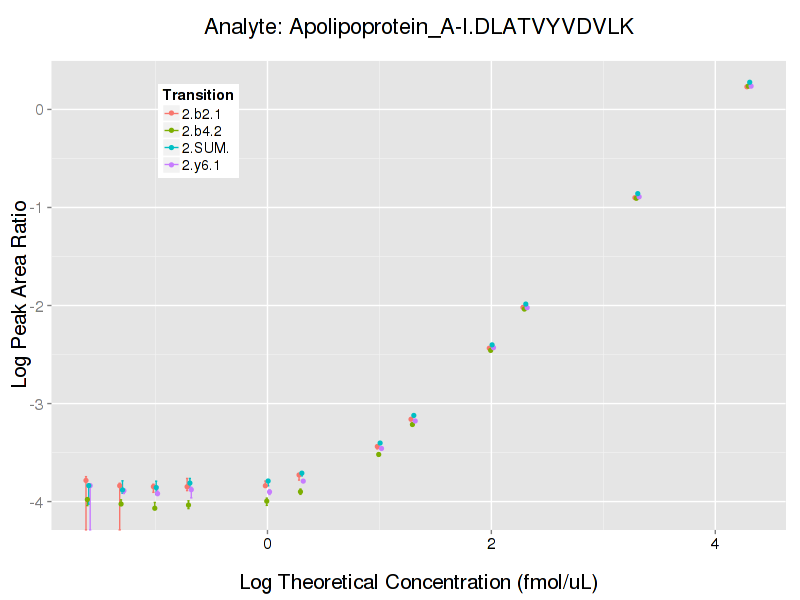 Analyte: Apolipoprotein_A-I.DLATVYVDVLK
Transition
2.b2.1
2.b4.2
2.SUM.
2.y6.1
Log Peak Area Ratio
0
-1
-2
-3
-4
0 2 4
Log Theoretical Concentration (fmol/uL)